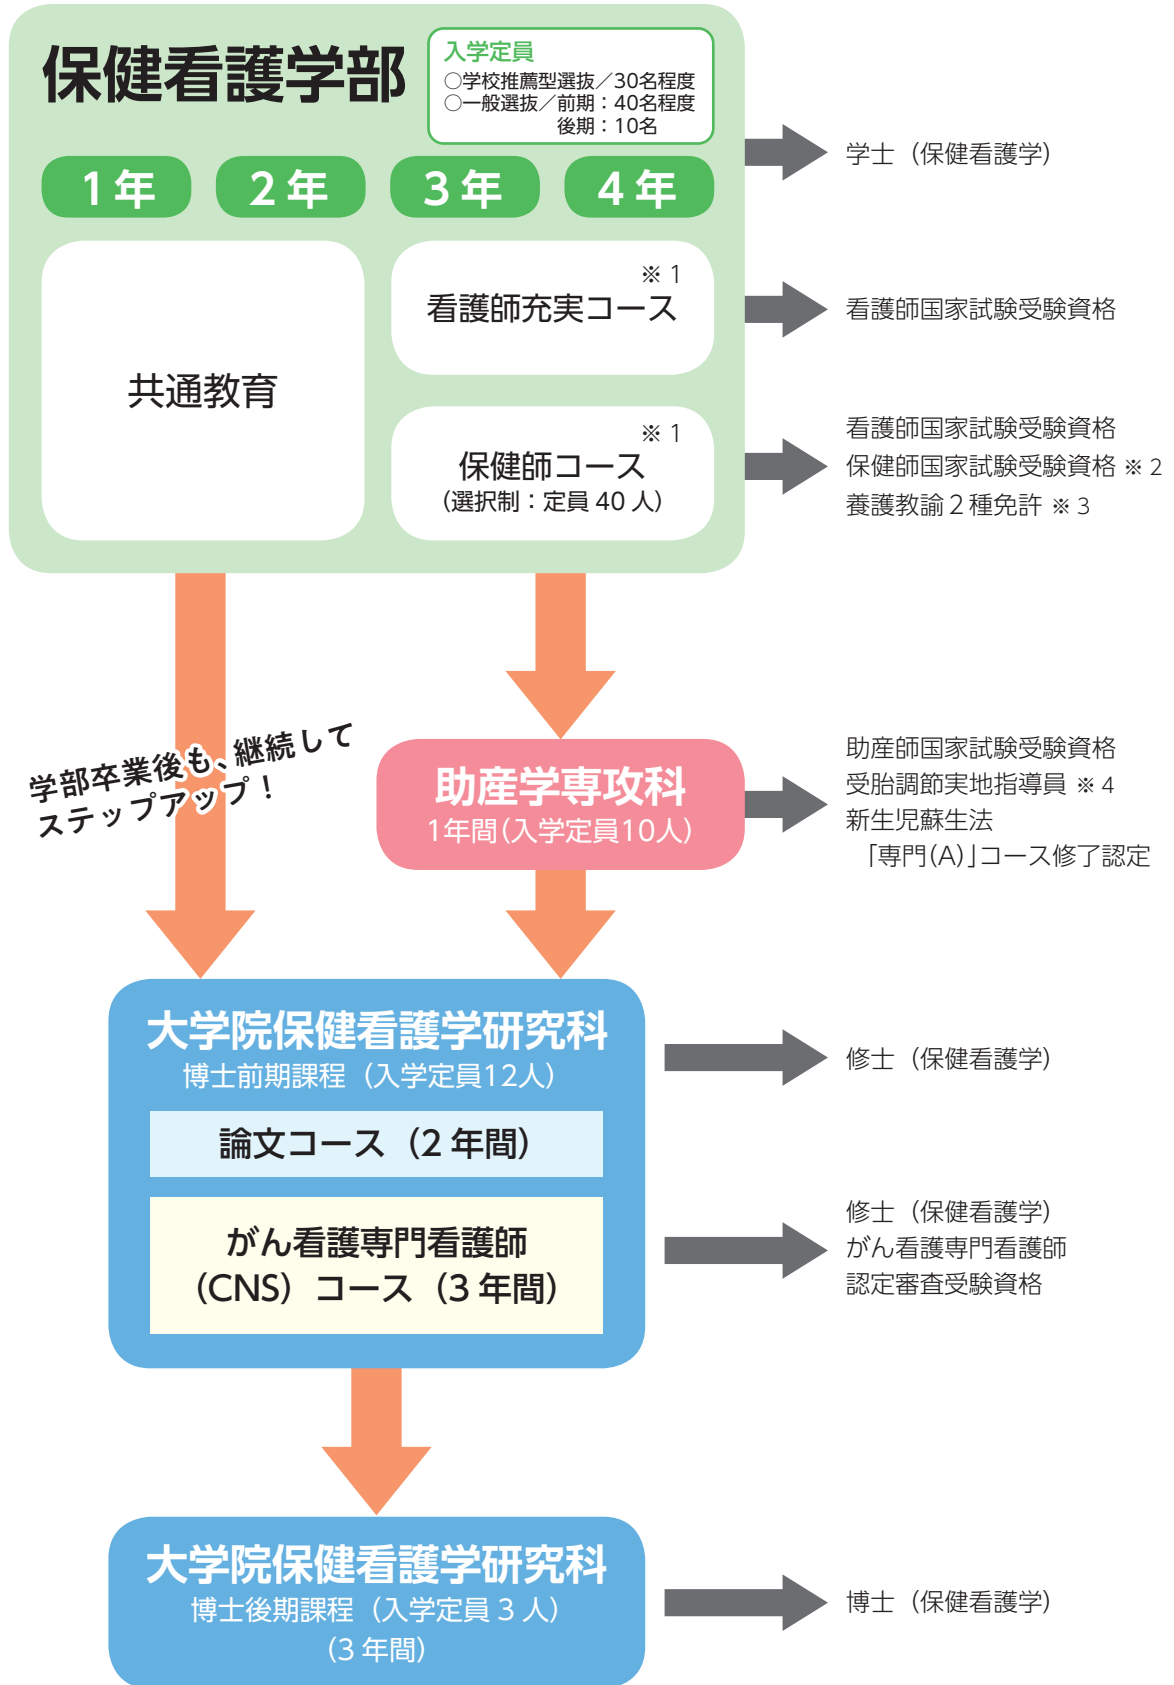 保健看護学部
入学定員
○学校推薦型選抜／30名程度
○一般選抜／前期：40名程度
後期：10名
学士（保健看護学）
1年 2年 3年 4年
共通教育
※1
看護師充実コース
看護師国家試験受験資格
※1
保健師コース
（選択制：定員40人）
看護師国家試験受験資格
保健師国家試験受験資格 ※2
養護教諭2種免許 ※3
学部卒業後も、継続して
ステップアップ！
助産学専攻科
1年間（入学定員10人）
助産師国家試験受験資格
受胎調節実地指導員 ※4
新生児蘇生法
「専門(A)」コース修了認定
大学院保健看護学研究科
博士前期課程（入学定員12人）
修士（保健看護学）
論文コース（2年間）
がん看護専門看護師
（CNS）コース（3年間）
修士（保健看護学）
がん看護専門看護師
認定審査受験資格
大学院保健看護学研究科
博士後期課程（入学定員3人）
（3年間）
博士（保健看護学）